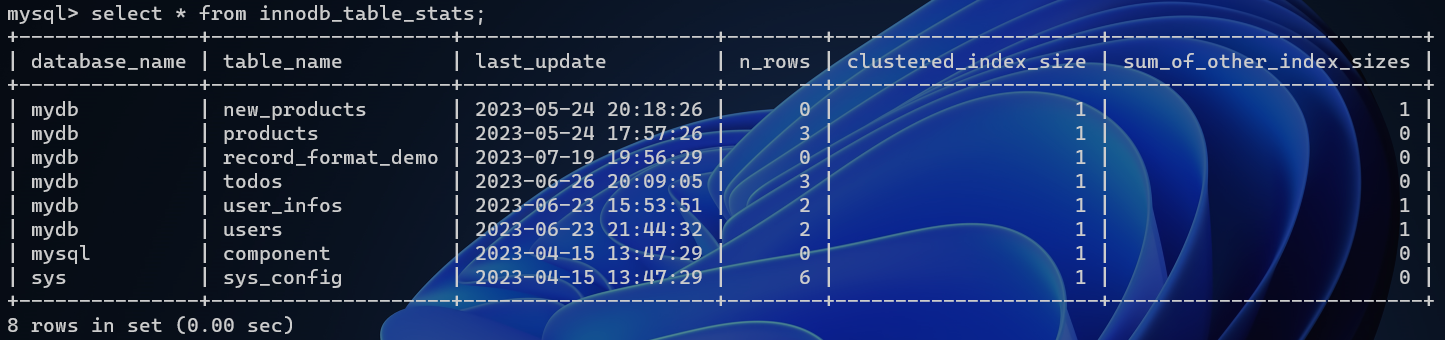 mysql> select * from innodb_table_stats;
+---------------+--------------------+---------------------+--------+----------------------+--------------------------+
| database_name | table_name         | last_update         | n_rows | clustered_index_size | sum_of_other_index_sizes |
+---------------+--------------------+---------------------+--------+----------------------+--------------------------+
| mydb          | new_products       | 2023-05-24 20:18:26 |      0 |                    1 |                        1 |
| mydb          | products           | 2023-05-24 17:57:26 |      3 |                    1 |                        0 |
| mydb          | record_format_demo | 2023-07-19 19:56:29 |      0 |                    1 |                        0 |
| mydb          | todos              | 2023-06-26 20:09:05 |      3 |                    1 |                        0 |
| mydb          | user_infos         | 2023-06-23 15:53:51 |      2 |                    1 |                        1 |
| mydb          | users              | 2023-06-23 21:44:32 |      2 |                    1 |                        1 |
| mysql         | component          | 2023-04-15 13:47:29 |      0 |                    1 |                        0 |
| sys           | sys_config         | 2023-04-15 13:47:29 |      6 |                    1 |                        0 |
+---------------+--------------------+---------------------+--------+----------------------+--------------------------+
8 rows in set (0.00 sec)